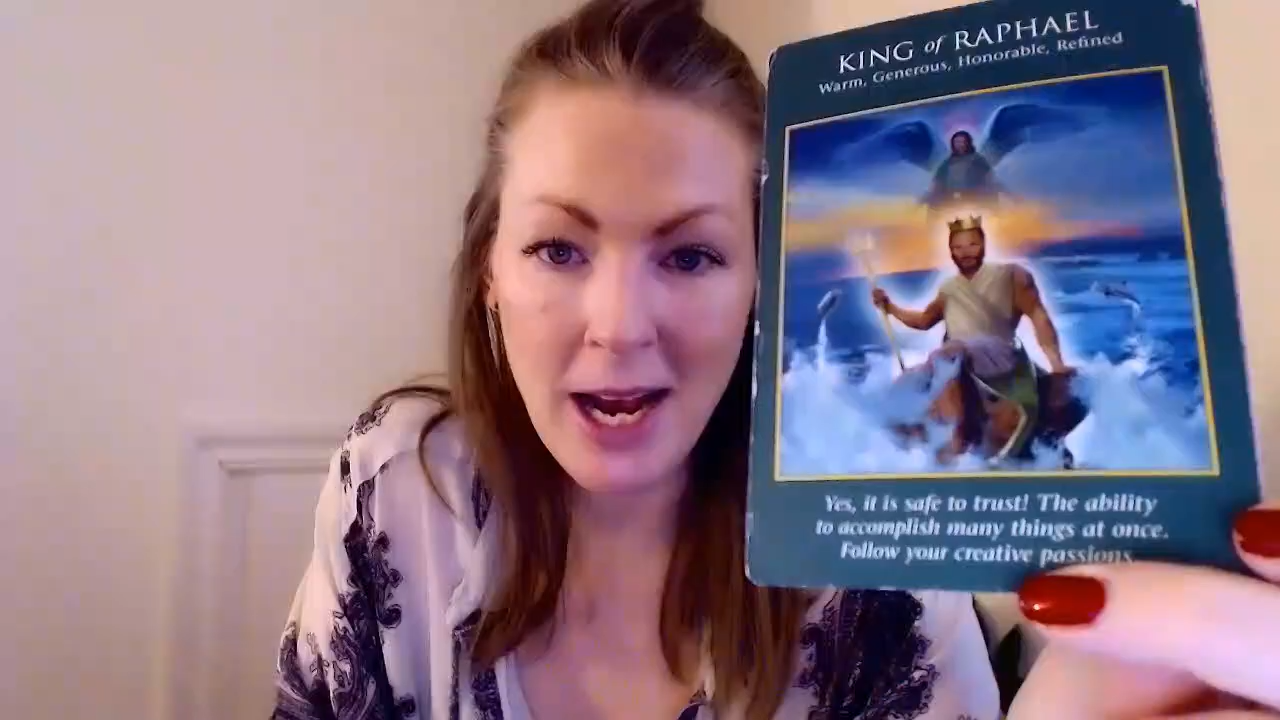 KING of RAPHAEL
Warm, Generous, Honorable, Refined
Yes, it is safe to trust! The ability
to accomplish many things at once.
Follow your creative passions.